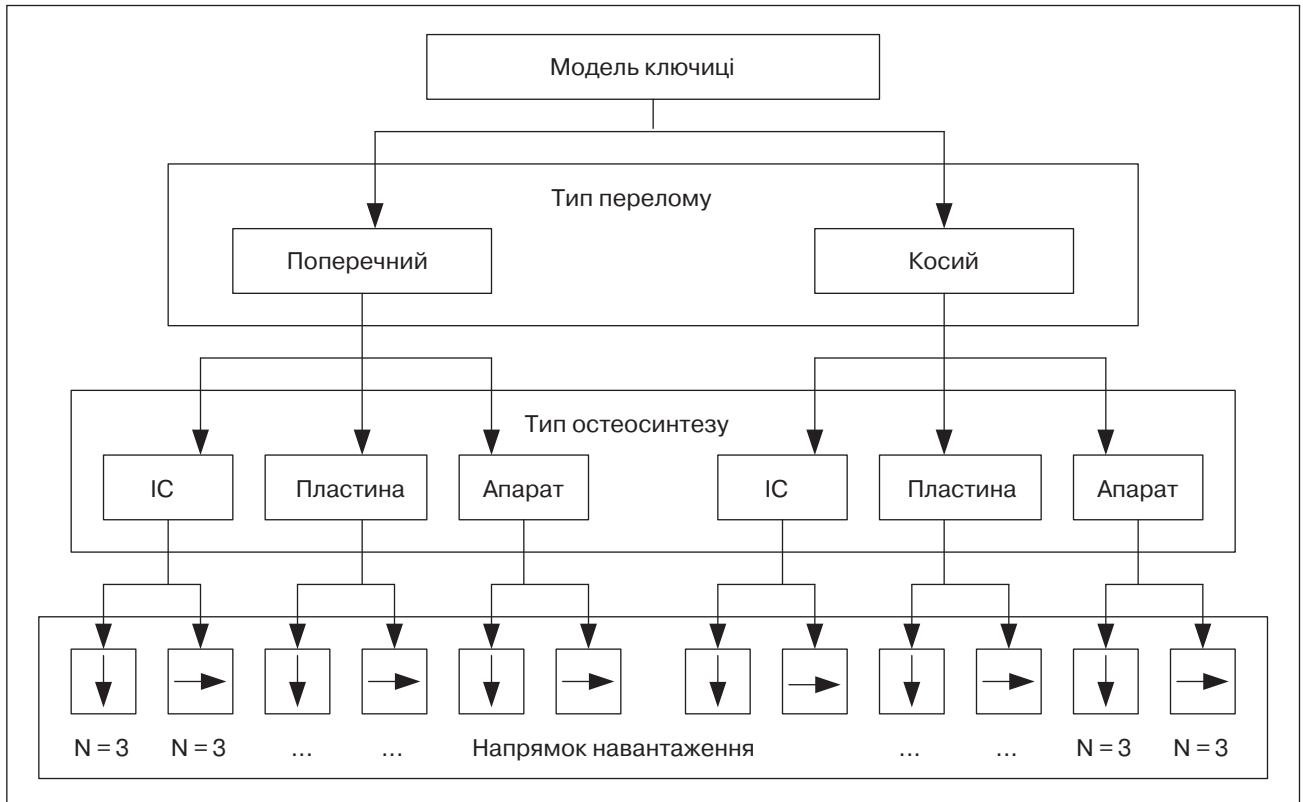 Модель ключиці
Тип перелому
Поперечний
Косий
Тип остеосинтезу
ІС
Пластина
Апарат
ІС
Пластина
Апарат
N = 3
N = 3
...
...
Напрямок навантаження
...
...
N = 3
N = 3